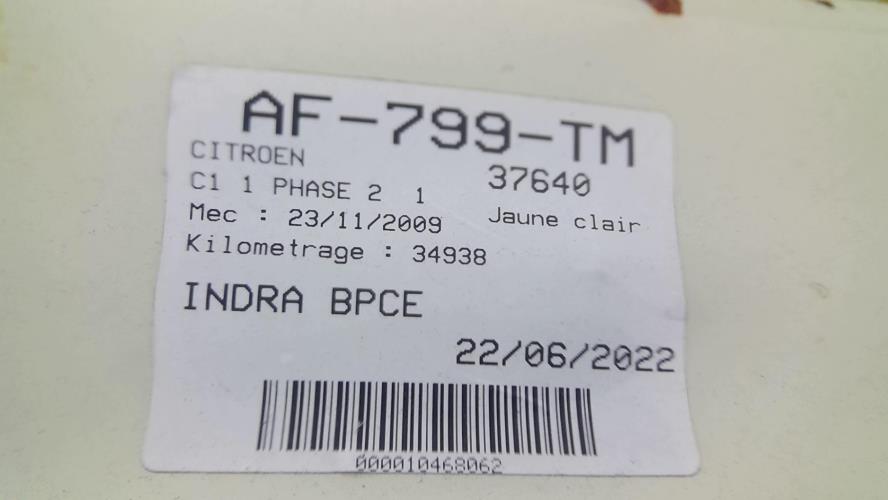 AF-799-TM
CITROEN
37640
C1 1 PHASE 2 1
Mec : 23/11/2009
Jaune clair
Kilometrage : 34938
INDRA BPCE
22/06/2022
000010468062